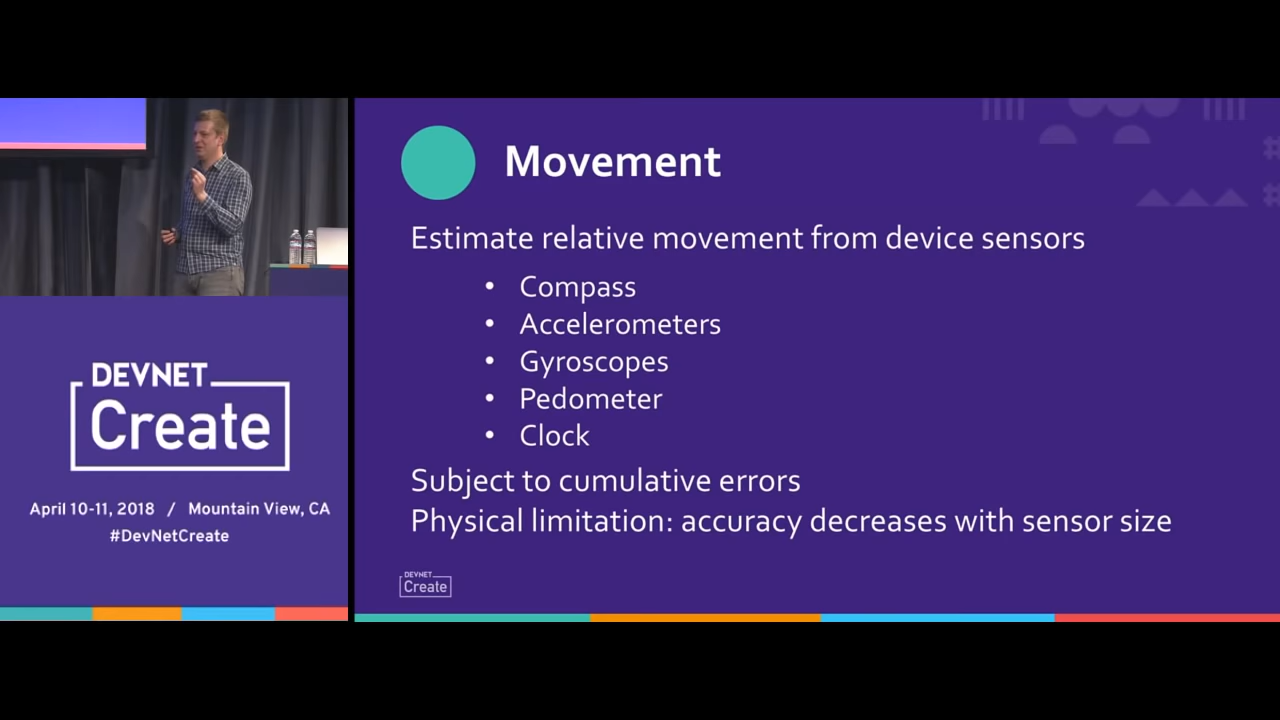 DEVNET
Create
April 10-11, 2018 / Mountain View, CA
#DevNetCreate
Movement
Estimate relative movement from device sensors
• Compass
• Accelerometers
• Gyroscopes
• Pedometer
• Clock
Subject to cumulative errors
Physical limitation: accuracy decreases with sensor size
DEVNET
Create